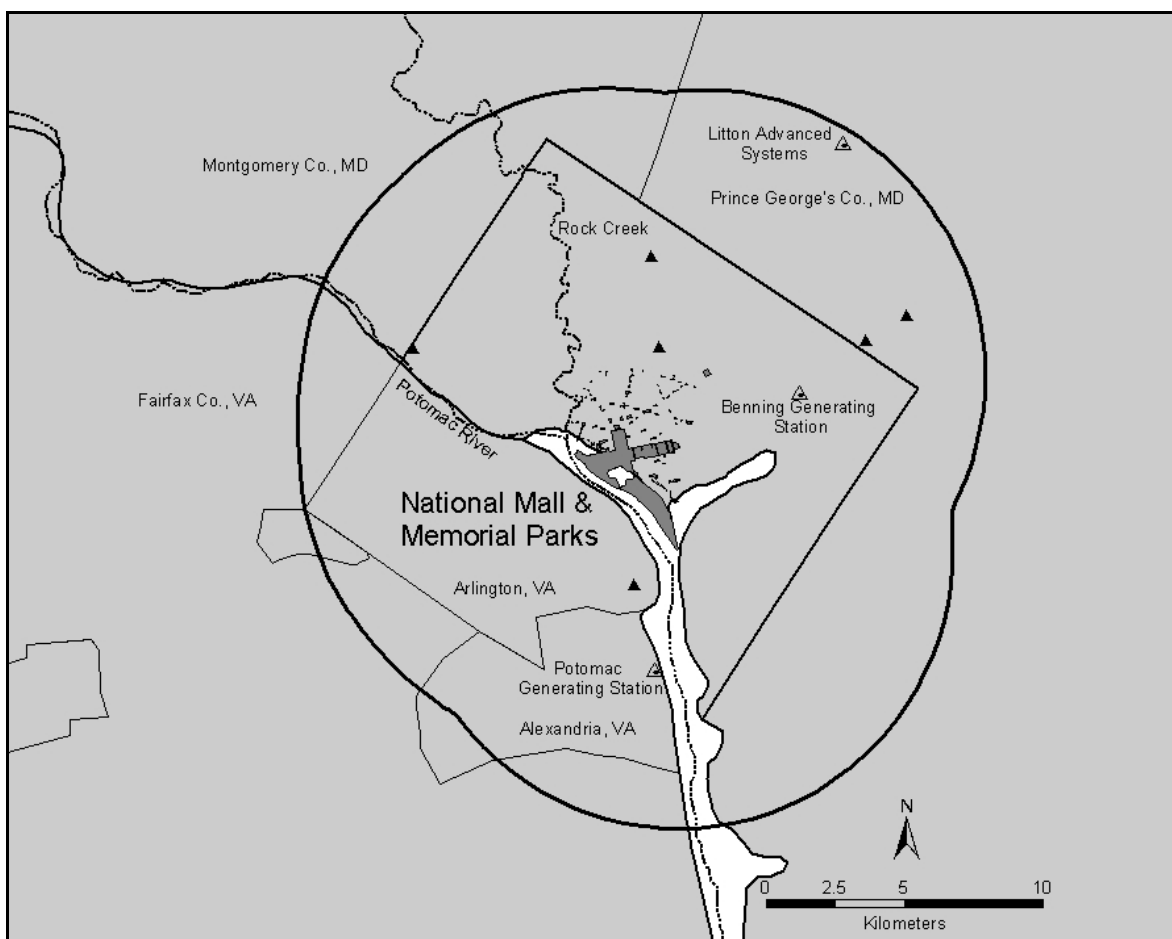 Litton Advanced
Systems
Montgomery Co., MD
Prince George's Co., MD
Rock Creek
Fairfax Co., VA
Potomac River
Benning Generating
Station
National Mall &
Memorial Parks
Arlington, VA
Potomac
Generating Station
Alexandria, VA
N
0 2.5 5 10
Kilometers